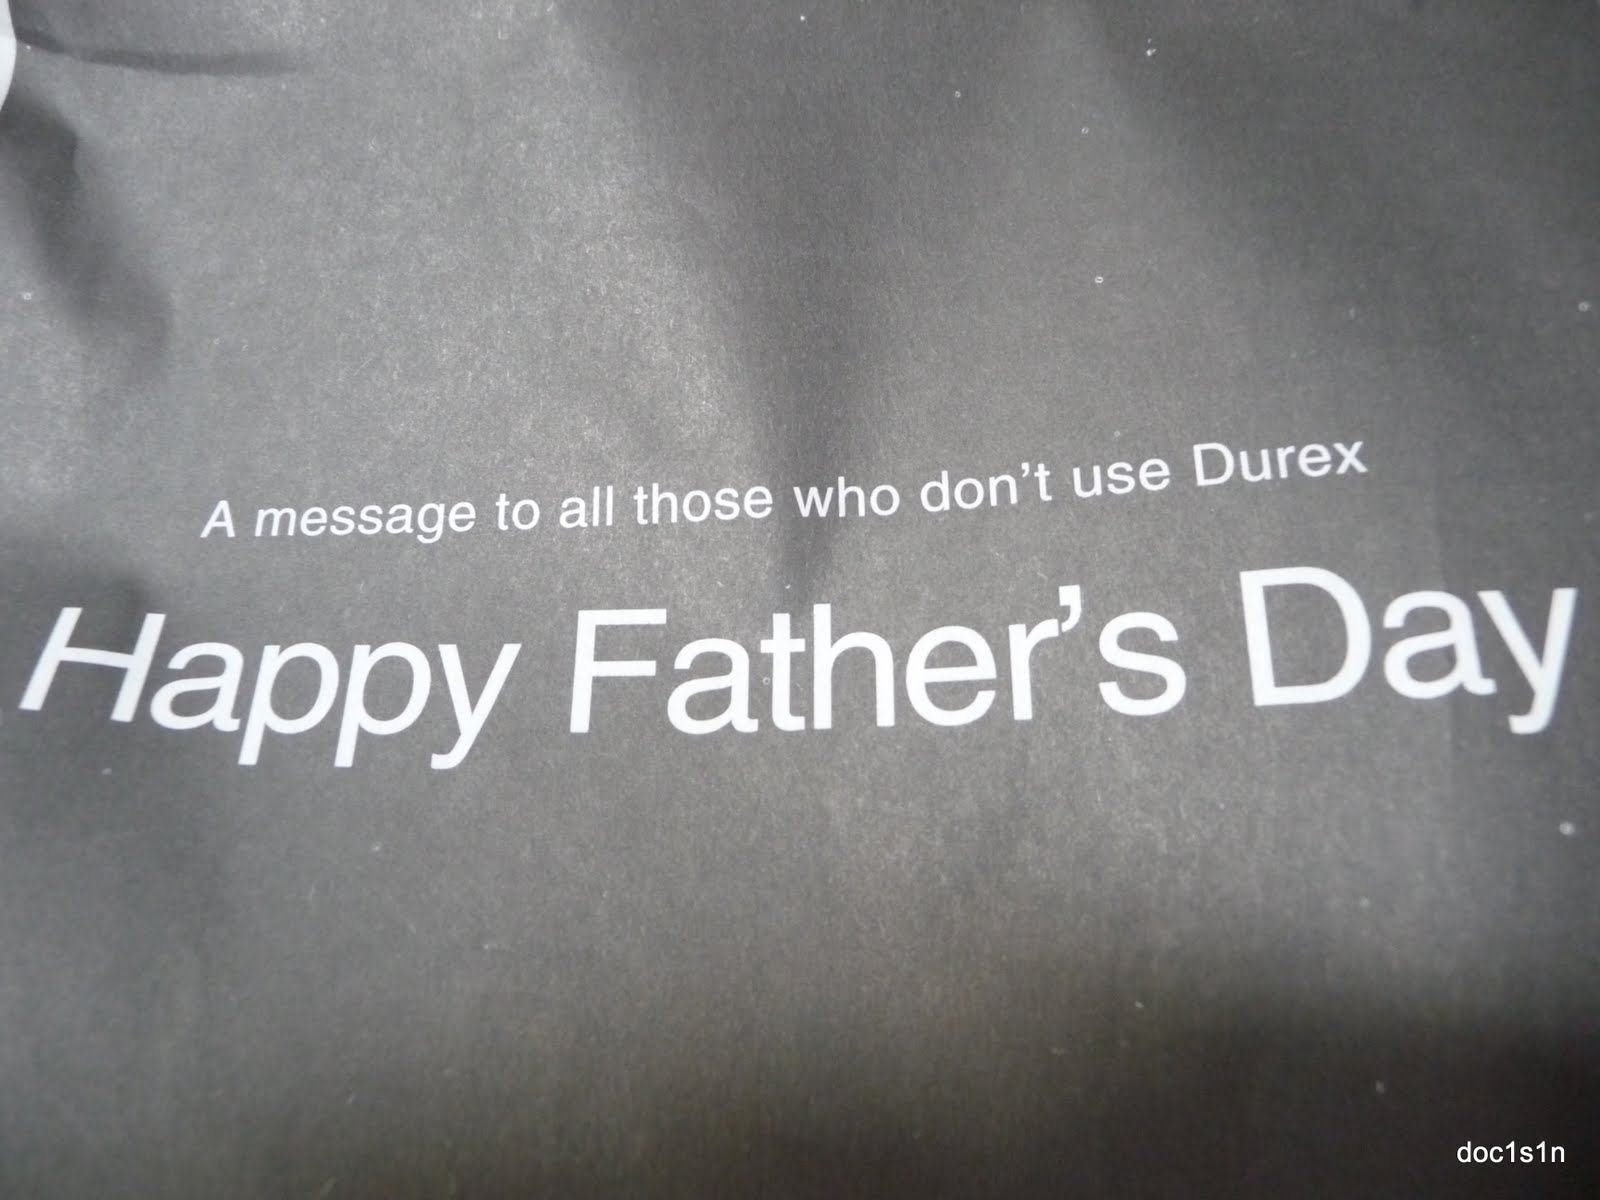 A message to all those who don't use Durex
Happy Father's Day
doc1s1n